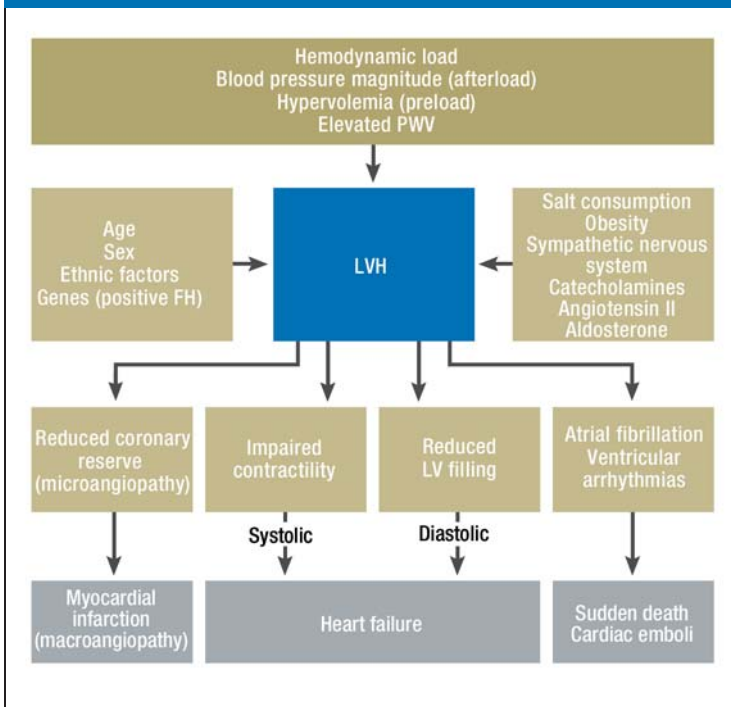 Hemodynamic load
Blood pressure magnitude (afterload)
Hypervolemia (preload)
Elevated PWV
Age
Sex
Ethnic factors
Genes (positive FH)
LVH
Salt consumption
Obesity
Sympathetic nervous
system
Catecholamines
Angiotensin II
Aldosterone
Reduced coronary
reserve
(microangiopathy)
Impaired
contractility
Reduced
LV filling
Atrial fibrillation
Ventricular
arrhythmias
Systolic
Diastolic
Myocardial
infarction
(macroangiopathy)
Heart failure
Sudden death
Cardiac emboli